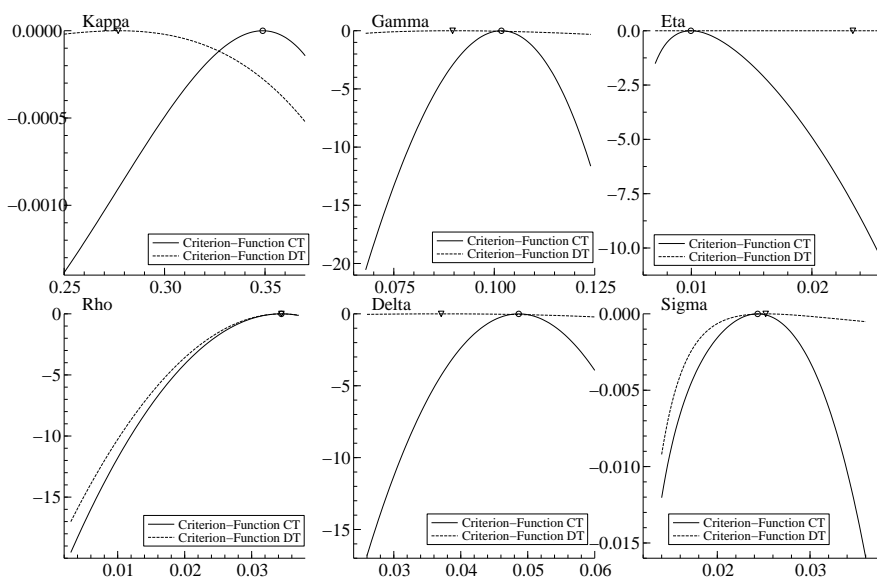 Kappa
0.0000
−0.0005
−0.0010
0.25 0.30 0.35
Criterion−Function CT
Criterion−Function DT
Gamma
0
−5
−10
−15
−20
0.075 0.100 0.125
Criterion−Function CT
Criterion−Function DT
Eta
0.0
−2.5
−5.0
−7.5
−10.0
0.01 0.02
Criterion−Function CT
Criterion−Function DT
Rho
0
−5
−10
−15
0.01 0.02 0.03
Criterion−Function CT
Criterion−Function DT
Delta
0
−5
−10
−15
0.03 0.04 0.05 0.06
Criterion−Function CT
Criterion−Function DT
Sigma
0.000
−0.005
−0.010
−0.015
0.02 0.03
Criterion−Function CT
Criterion−Function DT